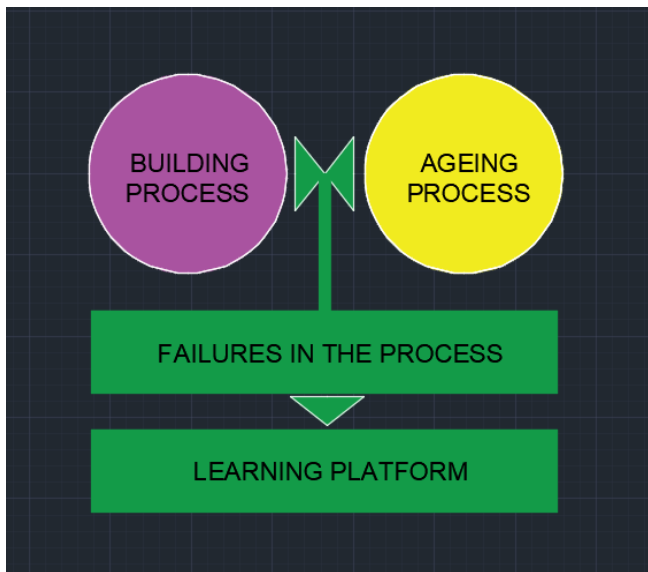 BUILDING
PROCESS
AGEING
PROCESS
FAILURES IN THE PROCESS
LEARNING PLATFORM